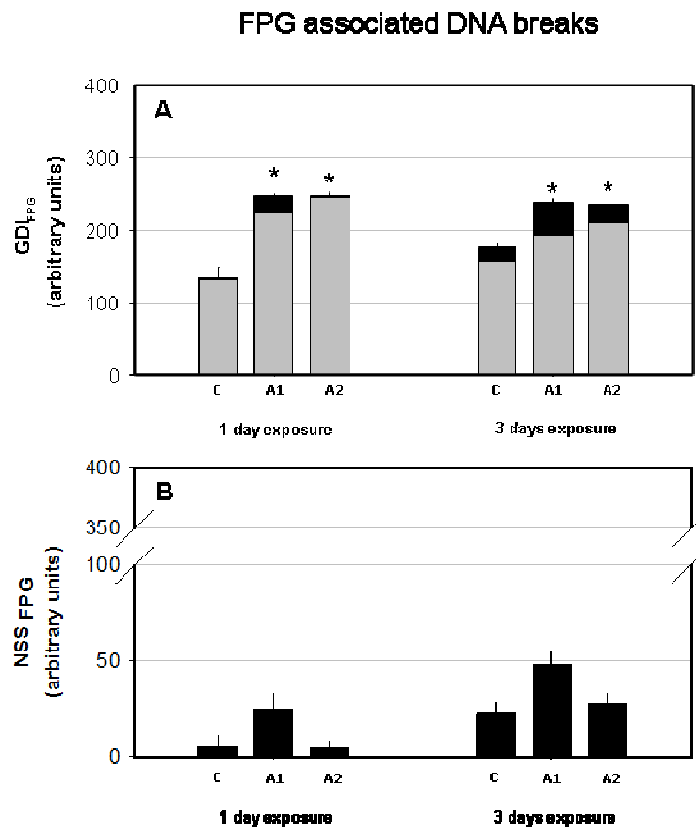 FPG associated DNA breaks
400
A
300
* * * *
200
100
0
GDI FPG
(arbitrary units)
C A1 A2 C A1 A2
1 day exposure 3 days exposure
400
B
350
100
50
0
NSS FPG
(arbitrary units)
C A1 A2 C A1 A2
1 day exposure 3 days exposure